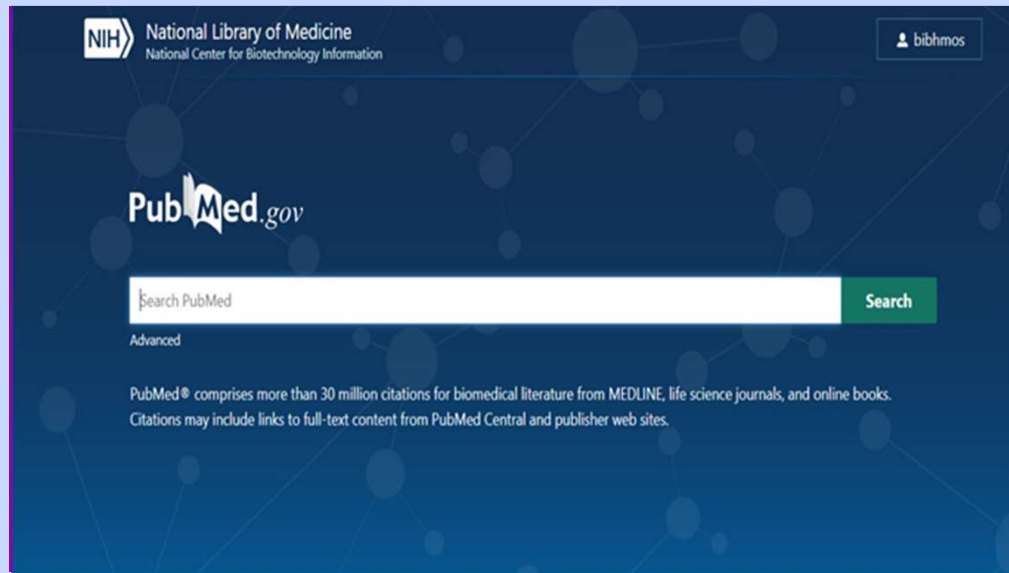 NIH
National Library of Medicine
National Center for Biotechnology Information
bibhmos
PubMed.gov
Search PubMed
Search
Advanced
PubMed® comprises more than 30 million citations for biomedical literature from MEDLINE, life science journals, and online books.
Citations may include links to full-text content from PubMed Central and publisher web sites.